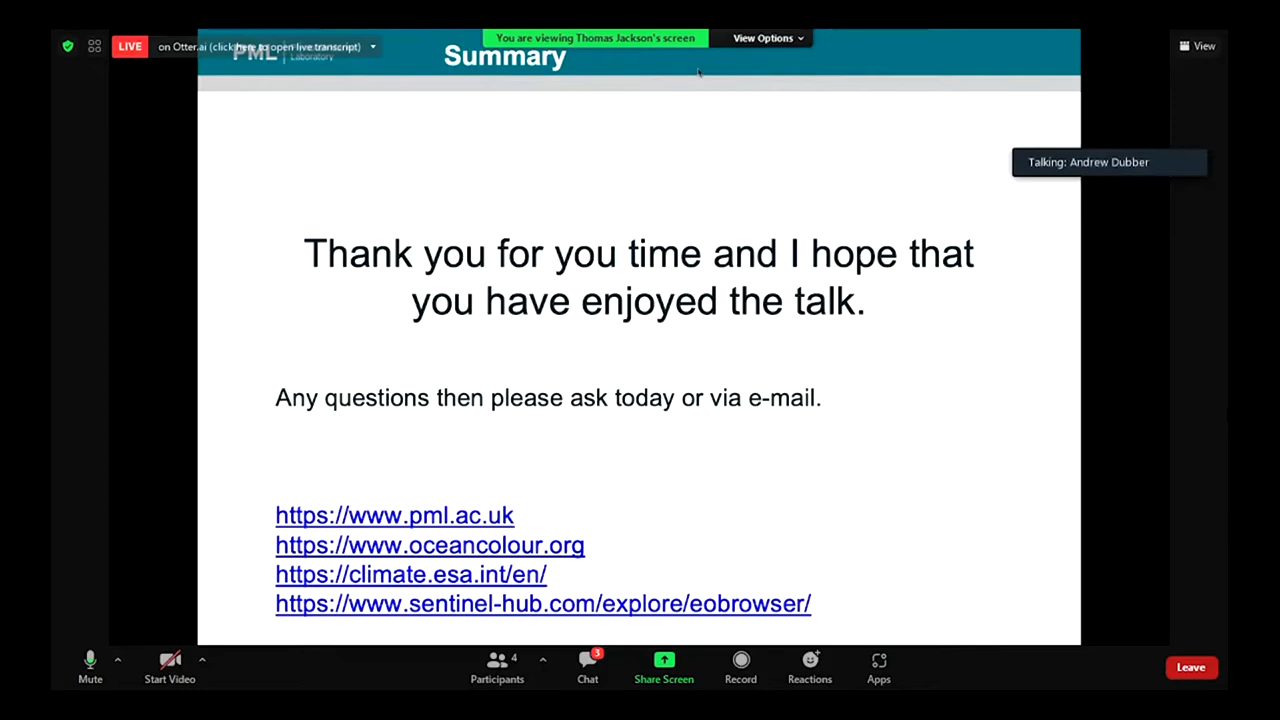 LIVE
on Otter.ai (click here to open live transcript)
You are viewing Thomas Jackson's screen
View Options
View
PML
Laboratory
Summary
Talking: Andrew Dubber
Thank you for you time and I hope that
you have enjoyed the talk.
Any questions then please ask today or via e-mail.
https://www.pml.ac.uk
https://www.oceancolour.org
https://climate.esa.int/en/
https://www.sentinel-hub.com/explore/eobrowser/
4
3
Mute
Start Video
Participants
Chat
Share Screen
Record
Reactions
Apps
Leave